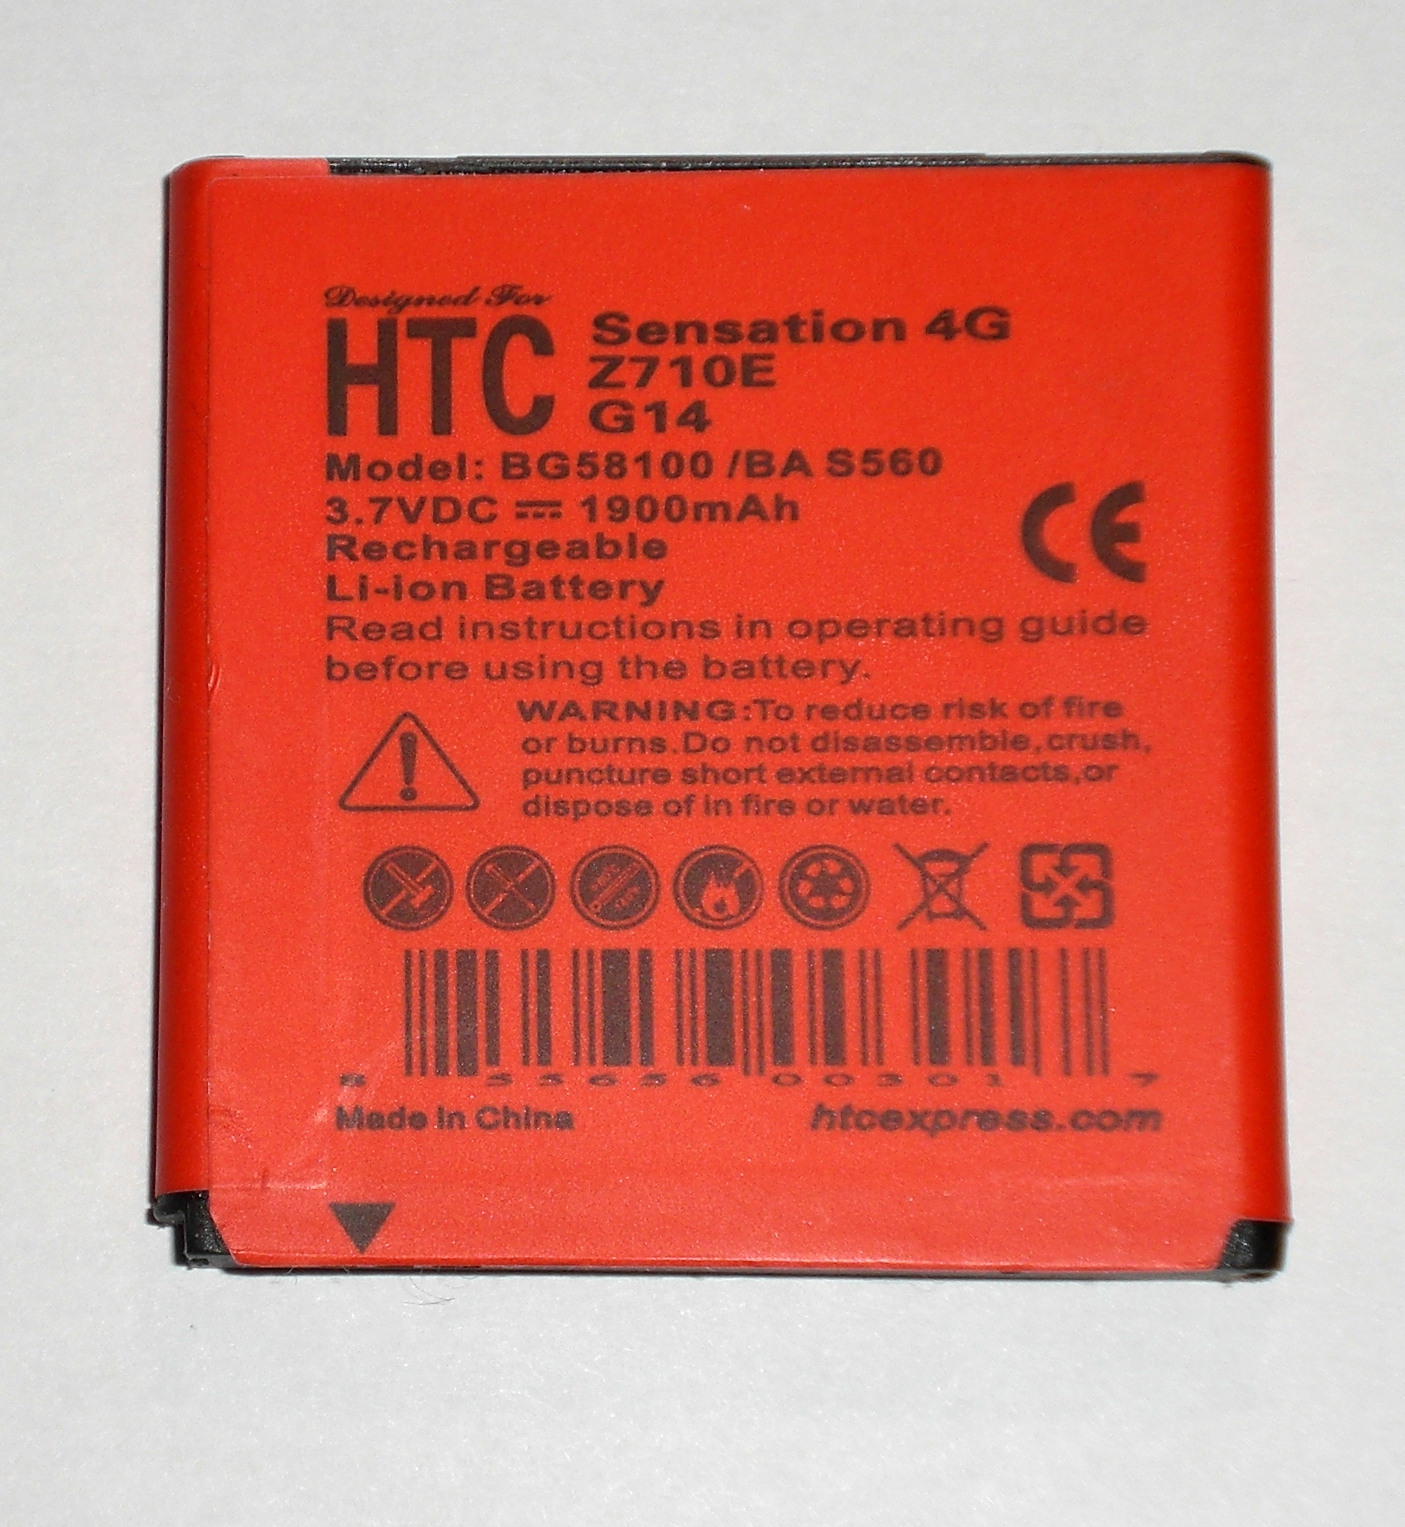 Designed For
HTC
Sensation 4G
Z710E
G14
Model: BG58100 /BA S560
3.7VDC ⎓ 1900mAh
Rechargeable
Li-ion Battery
Read instructions in operating guide
before using the battery.
WARNING:To reduce risk of fire
or burns.Do not disassemble,crush,
puncture short external contacts,or
dispose of in fire or water.
CE
55656 00301 7
Made in China
htcexpress.com